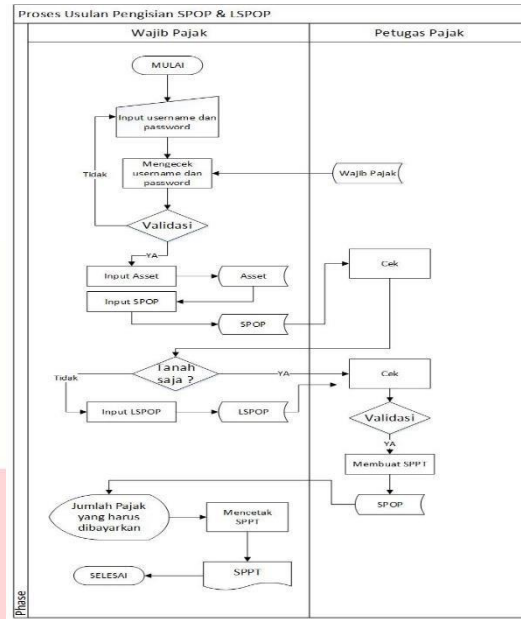 Proses Usulan Pengisian SPOP & LSPOP
Wajib Pajak
Petugas Pajak
MULAI
Input username dan
password
Mengecek
username dan
password
Wajib Pajak
Tidak
Validasi
YA
Input Asset
Asset
Cek
Input SPOP
SPOP
Tanah
saja ?
Tidak
YA
Cek
Input LSPOP
LSPOP
Validasi
YA
Membuat SPPT
SPOP
Jumlah Pajak
yang harus
dibayarkan
Mencetak
SPPT
SELESAI
SPPT
Phase